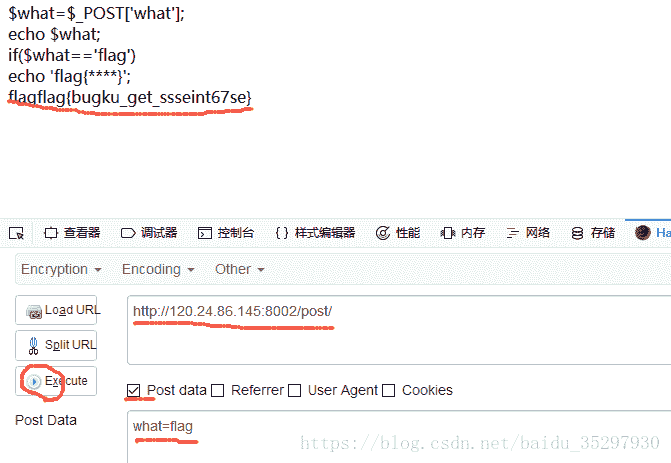 $what=$_POST['what'];
echo $what;
if($what=='flag')
echo 'flag{****}';
flagflag{bugku_get_ssseint67se}
查看器 调试器 控制台 {} 样式编辑器 性能 内存 网络 存储 Ha
Encryption Encoding Other
Load URL http://120.24.86.145:8002/post/
Split URL
Execute
Post data Referrer User Agent Cookies
Post Data what=flag
https://blog.csdn.net/baidu_35297930